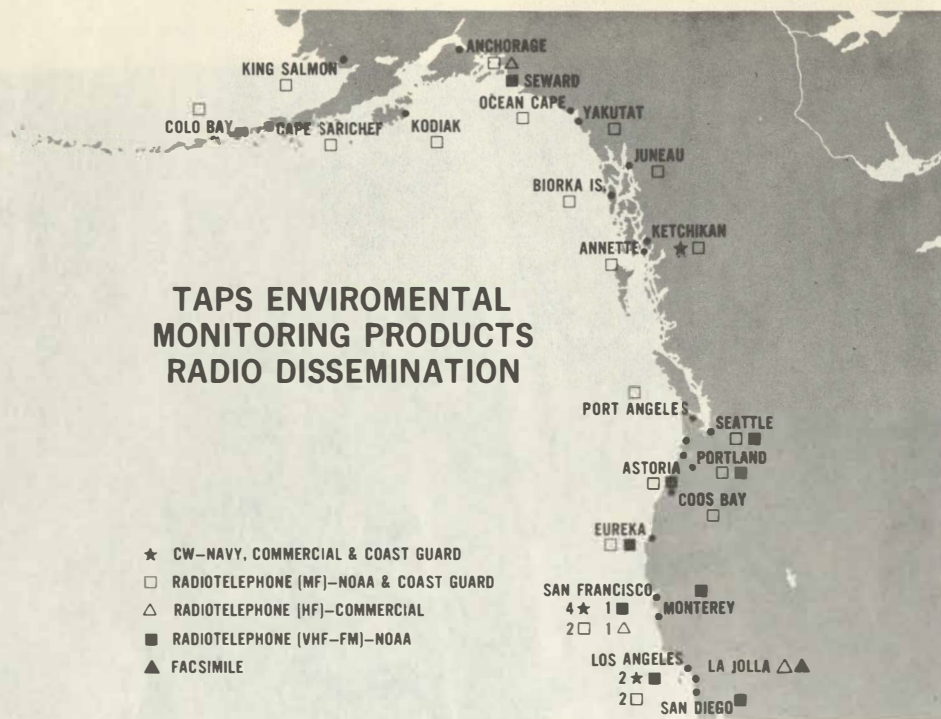 ANCHORAGE
KING SALMON
SEWARD
OCEAN CAPE
YAKUTAT
COLO BAY
CAPE SARICHEF
KODIAK
JUNEAU
BIORKA IS.
KETCHIKAN
ANNETTE
TAPS ENVIROMENTAL
MONITORING PRODUCTS
RADIO DISSEMINATION
PORT ANGELES
SEATTLE
PORTLAND
ASTORIA
COOS BAY
EUREKA
★ CW–NAVY, COMMERCIAL & COAST GUARD
□ RADIOTELEPHONE (MF)–NOAA & COAST GUARD
△ RADIOTELEPHONE (HF)–COMMERCIAL
■ RADIOTELEPHONE (VHF–FM)–NOAA
▲ FACSIMILE
SAN FRANCISCO
4 ★ 1 ■
MONTEREY
2 □ 1 △
LOS ANGELES
LA JOLLA △▲
2 ★ ■
2 □
SAN DIEGO ■